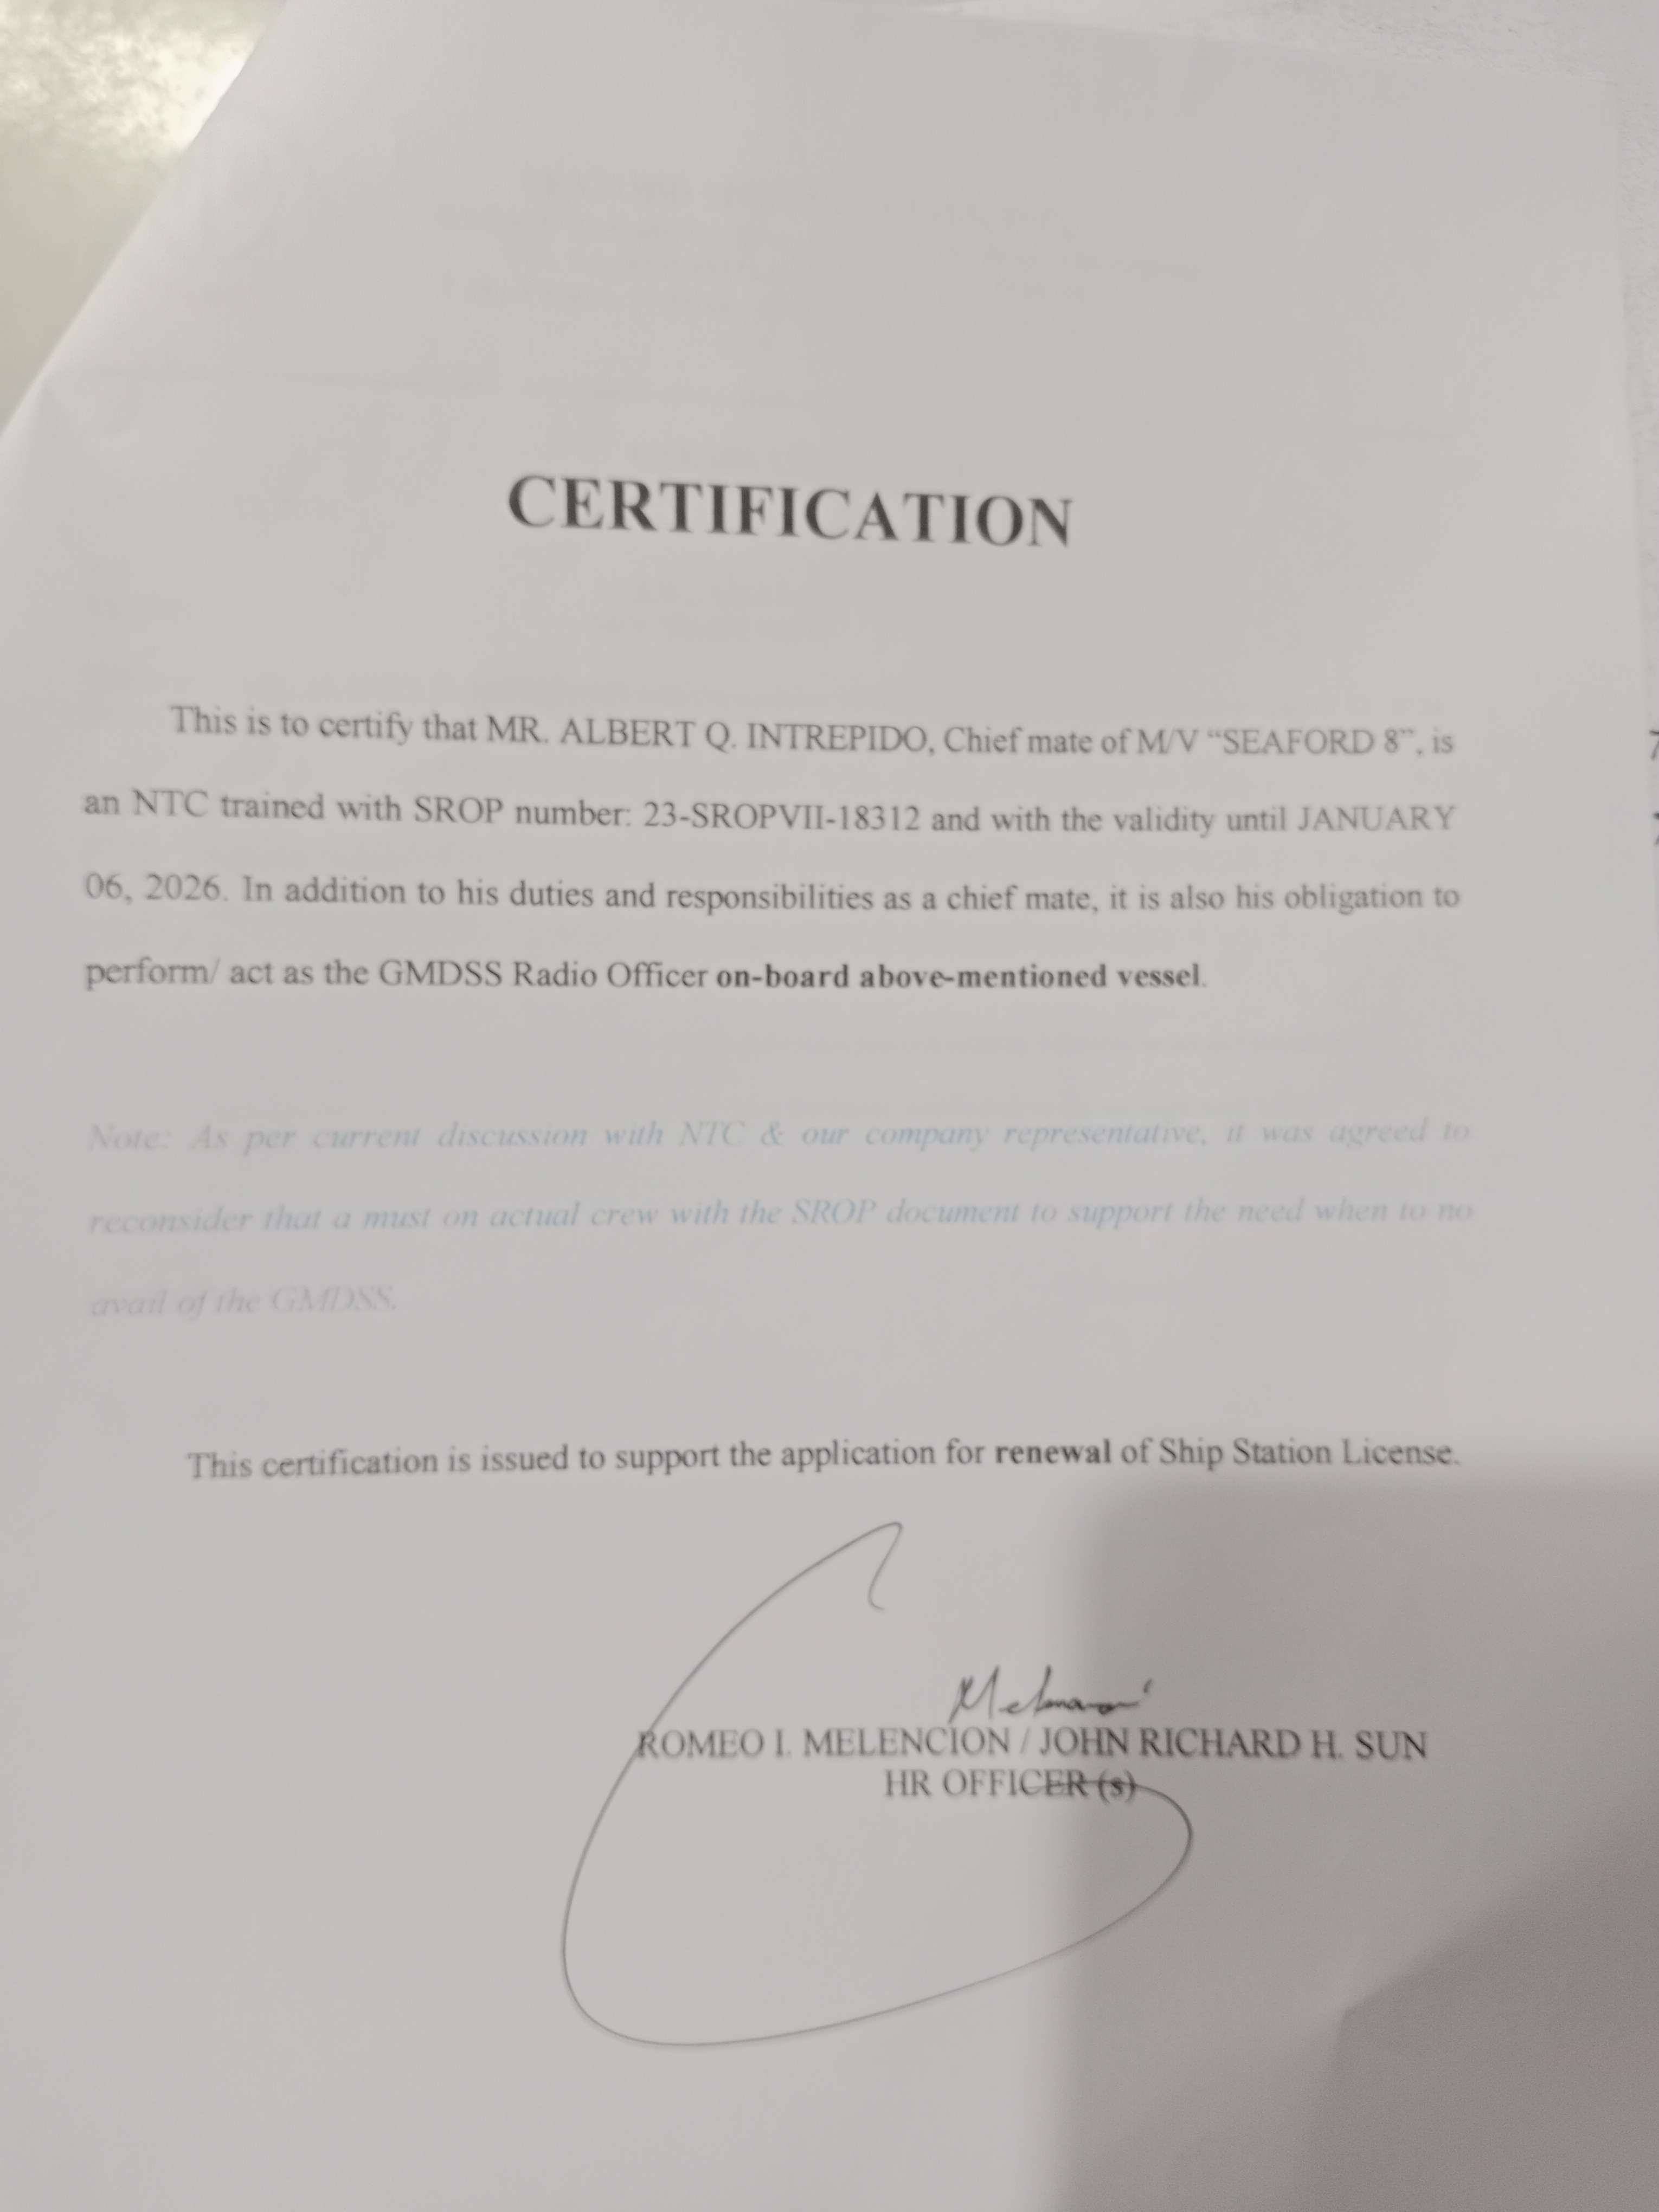 CERTIFICATION
This is to certify that MR. ALBERT Q. INTREPIDO, Chief mate of M/V “SEAFORD 8”, is
an NTC trained with SROP number: 23-SROPVII-18312 and with the validity until JANUARY
06, 2026. In addition to his duties and responsibilities as a chief mate, it is also his obligation to
perform/ act as the GMDSS Radio Officer on-board above-mentioned vessel.
Note: As per current discussion with NTC & our company representative, it was agreed to
reconsider that a must on actual crew with the SROP document to support the need when to no
avail of the GMDSS.
This certification is issued to support the application for renewal of Ship Station License.
ROMEO I. MELENCION / JOHN RICHARD H. SUN
HR OFFICER (s)